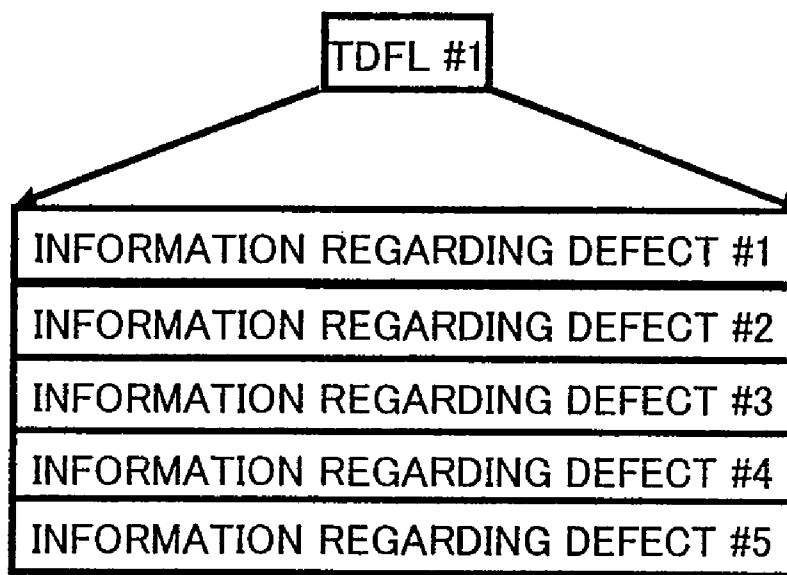 TDFL #1
INFORMATION REGARDING DEFECT #1
INFORMATION REGARDING DEFECT #2
INFORMATION REGARDING DEFECT #3
INFORMATION REGARDING DEFECT #4
INFORMATION REGARDING DEFECT #5